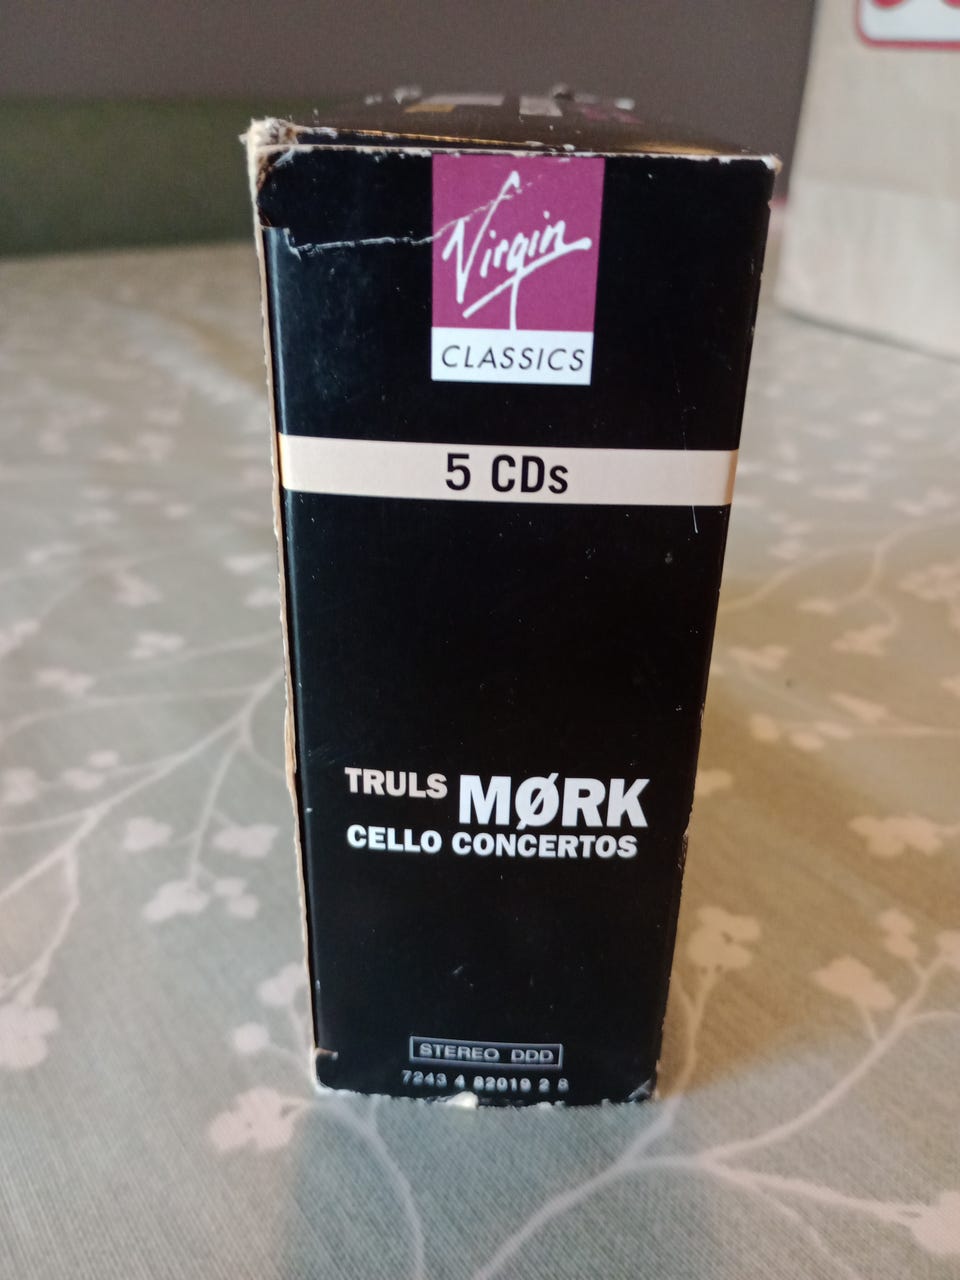 Virgin
CLASSICS
5 CDs
TRULS MØRK
CELLO CONCERTOS
STEREO DDD
7243 4 82019 2 8